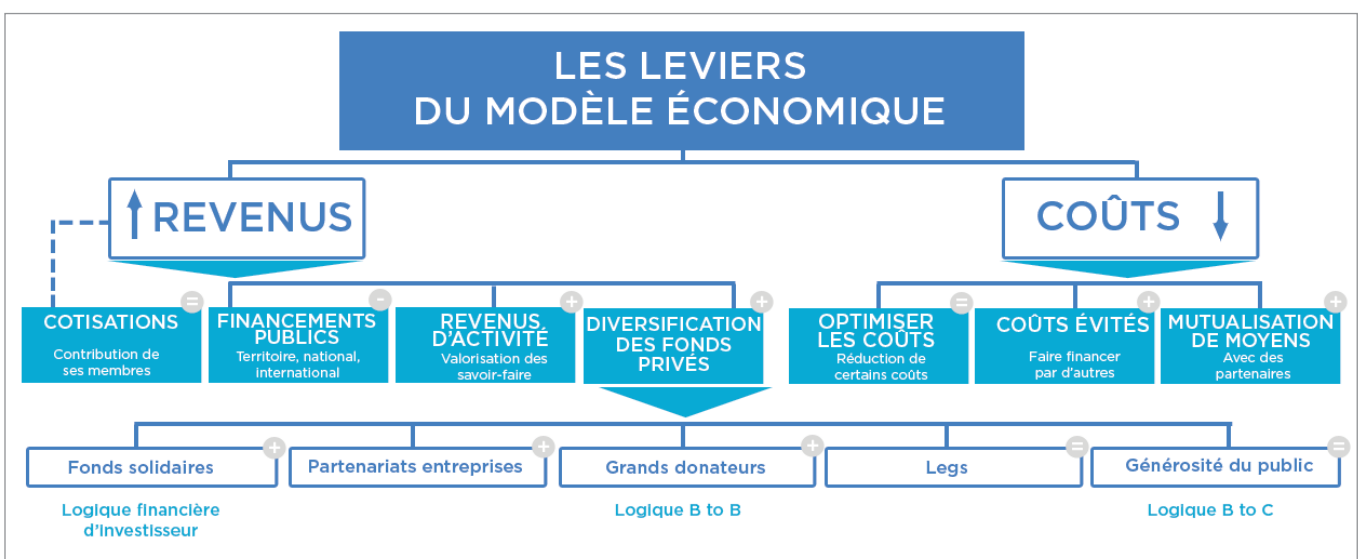 LES LEVIERS
DU MODÈLE ÉCONOMIQUE
REVENUS
COÛTS
=
COTISATIONS
Contribution de
ses membres
-
FINANCEMENTS
PUBLICS
Territoire, national,
international
+
REVENUS
D’ACTIVITÉ
Valorisation des
savoir-faire
+
DIVERSIFICATION
DES FONDS
PRIVÉS
=
OPTIMISER
LES COÛTS
Réduction de
certains coûts
+
COÛTS ÉVITÉS
Faire financer
par d’autres
+
MUTUALISATION
DE MOYENS
Avec des
partenaires
+
Fonds solidaires
+
Partenariats entreprises
+
Grands donateurs
=
Legs
=
Générosité du public
Logique financière
d’investisseur
Logique B to B
Logique B to C